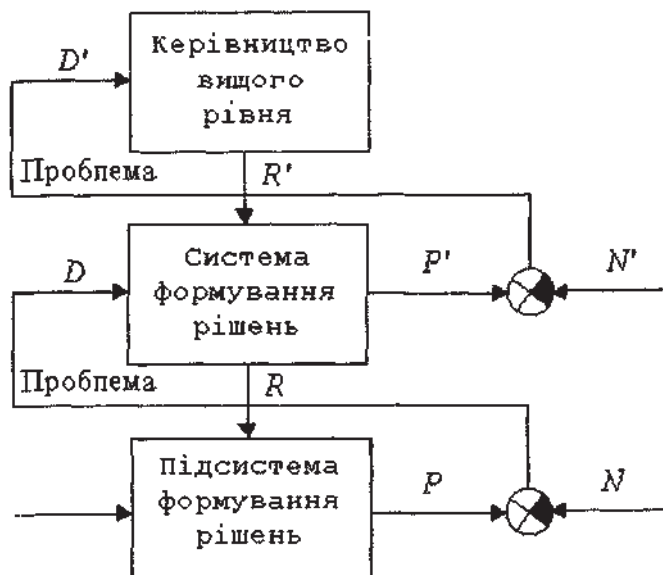 Керівництво
вищого
рівня
D'
Проблема
R'
Система
формування
рішень
D
P'
N'
Проблема
R
Підсистема
формування
рішень
P
N